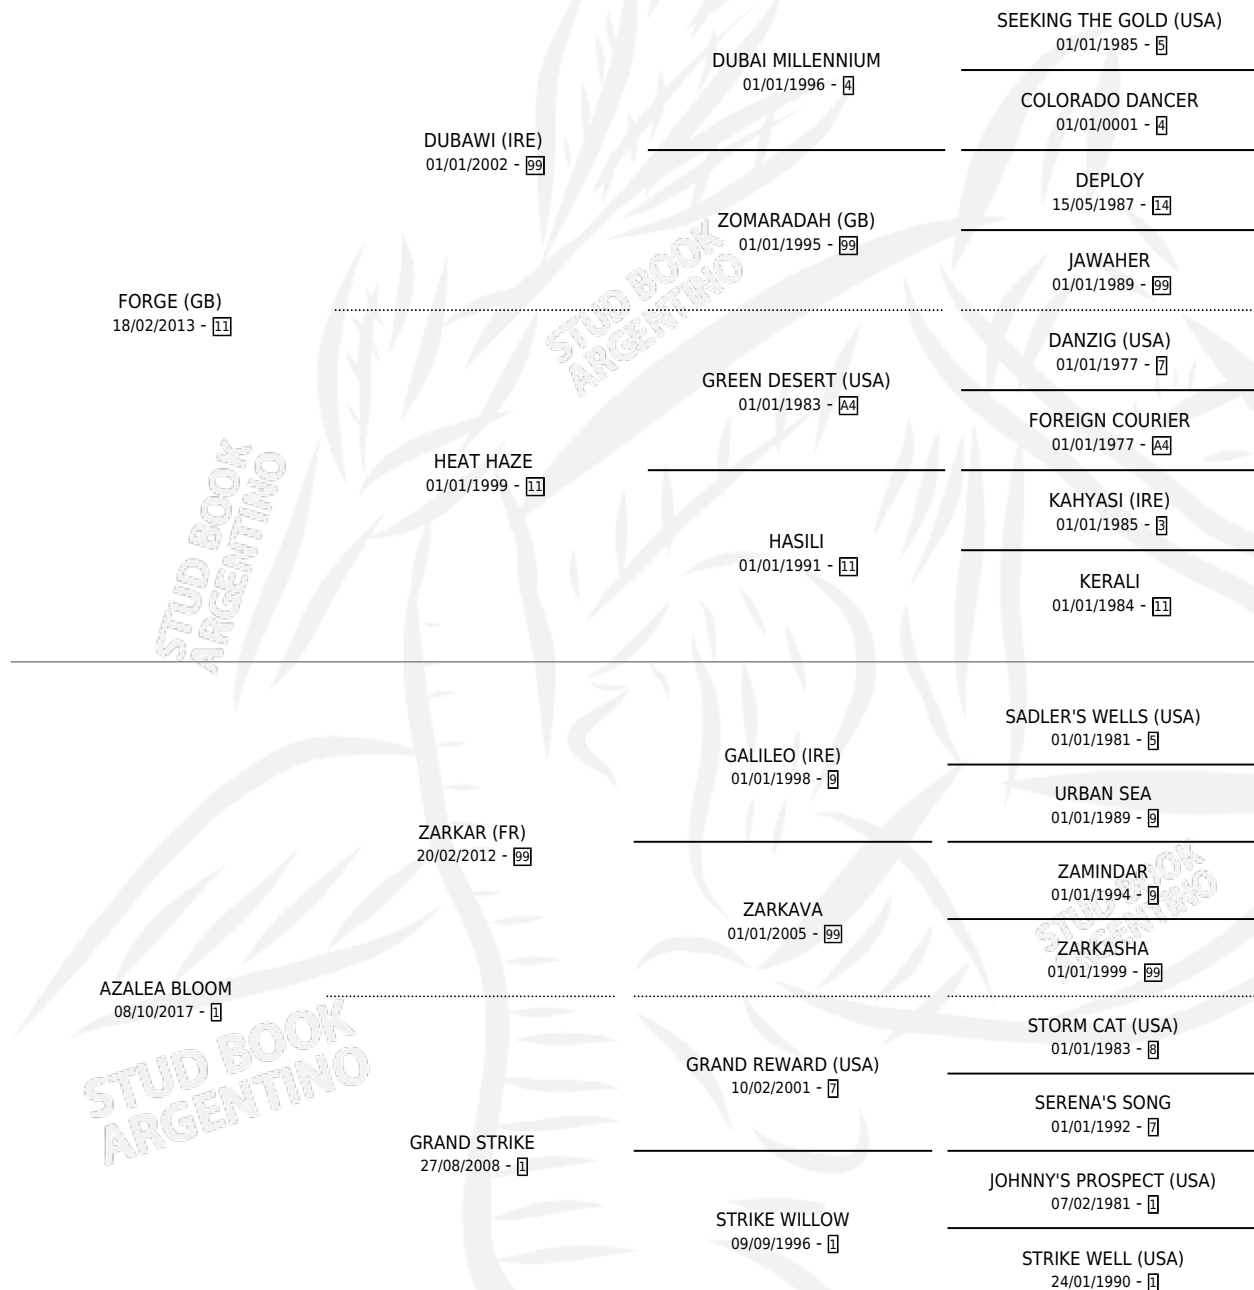 SEEKING THE GOLD (USA)
01/01/1985 - 5
DUBAI MILLENNIUM
01/01/1996 - 4
COLORADO DANCER
01/01/0001 - 4
DUBAWI (IRE)
01/01/2002 - 99
DEPLOY
15/05/1987 - 14
ZOMARADAH (GB)
01/01/1995 - 99
JAWAHER
01/01/1989 - 99
FORGE (GB)
18/02/2013 - 11
DANZIG (USA)
01/01/1977 - 7
GREEN DESERT (USA)
01/01/1983 - A4
FOREIGN COURIER
01/01/1977 - A4
HEAT HAZE
01/01/1999 - 11
KAHYASI (IRE)
01/01/1985 - 3
HASILI
01/01/1991 - 11
KERALI
01/01/1984 - 11
STUD BOOK
ARGENTINO
STUD BOOK
ARGENTINO
SADLER'S WELLS (USA)
01/01/1981 - 5
GALILEO (IRE)
01/01/1998 - 9
URBAN SEA
01/01/1989 - 9
ZARKAR (FR)
20/02/2012 - 99
ZAMINDAR
01/01/1994 - 9
ZARKAVA
01/01/2005 - 99
ZARKASHA
01/01/1999 - 99
STUD BOOK
ARGENTINO
AZALEA BLOOM
08/10/2017 - 1
STORM CAT (USA)
01/01/1983 - 8
GRAND REWARD (USA)
10/02/2001 - 7
SERENA'S SONG
01/01/1992 - 7
GRAND STRIKE
27/08/2008 - 1
JOHNNY'S PROSPECT (USA)
07/02/1981 - 1
STRIKE WILLOW
09/09/1996 - 1
STRIKE WELL (USA)
24/01/1990 - 1
STUD BOOK
ARGENTINO